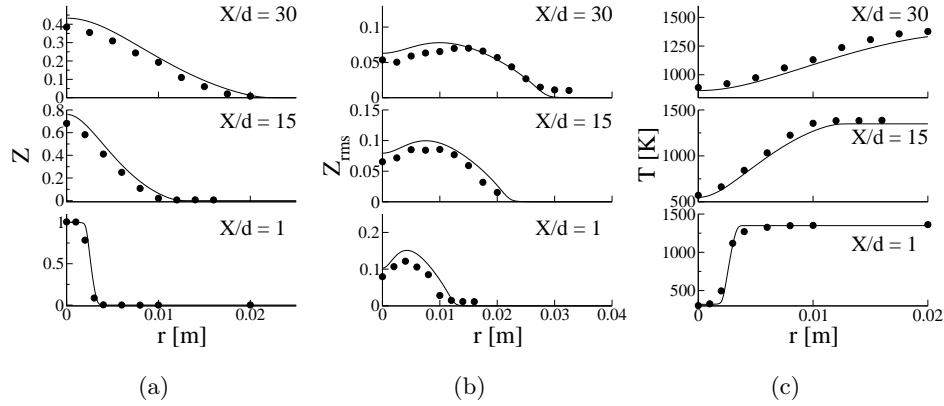 X/d = 30
0.4
0.3
0.2
0.1
0
X/d = 15
0.8
0.6
0.4
0.2
0
Z
X/d = 1
1
0.5
0
0 0.01 0.02
r [m]
(a)
X/d = 30
0.15
0.1
0.05
0
X/d = 15
0.15
0.1
0.05
0
Zrms
X/d = 1
0.2
0.1
0
0 0.01 0.02 0.03 0.04
r [m]
(b)
X/d = 30
1500
1250
1000
X/d = 15
1500
1000
500
T [K]
X/d = 1
1500
1000
500
0 0.01 0.02
r [m]
(c)